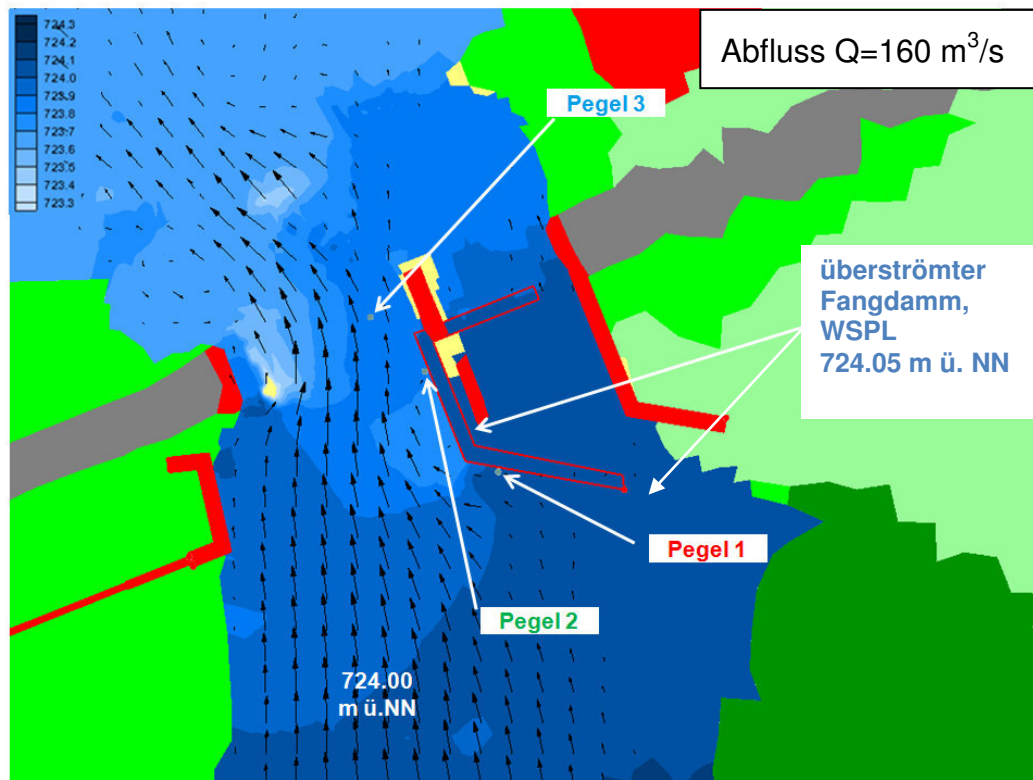 724.3
724.2
724.1
724.0
723.9
723.8
723.7
723.6
723.5
723.4
723.3
Abfluss Q=160 m³/s
Pegel 3
überströmter
Fangdamm,
WSPL
724.05 m ü. NN
Pegel 1
Pegel 2
724.00
m ü.NN